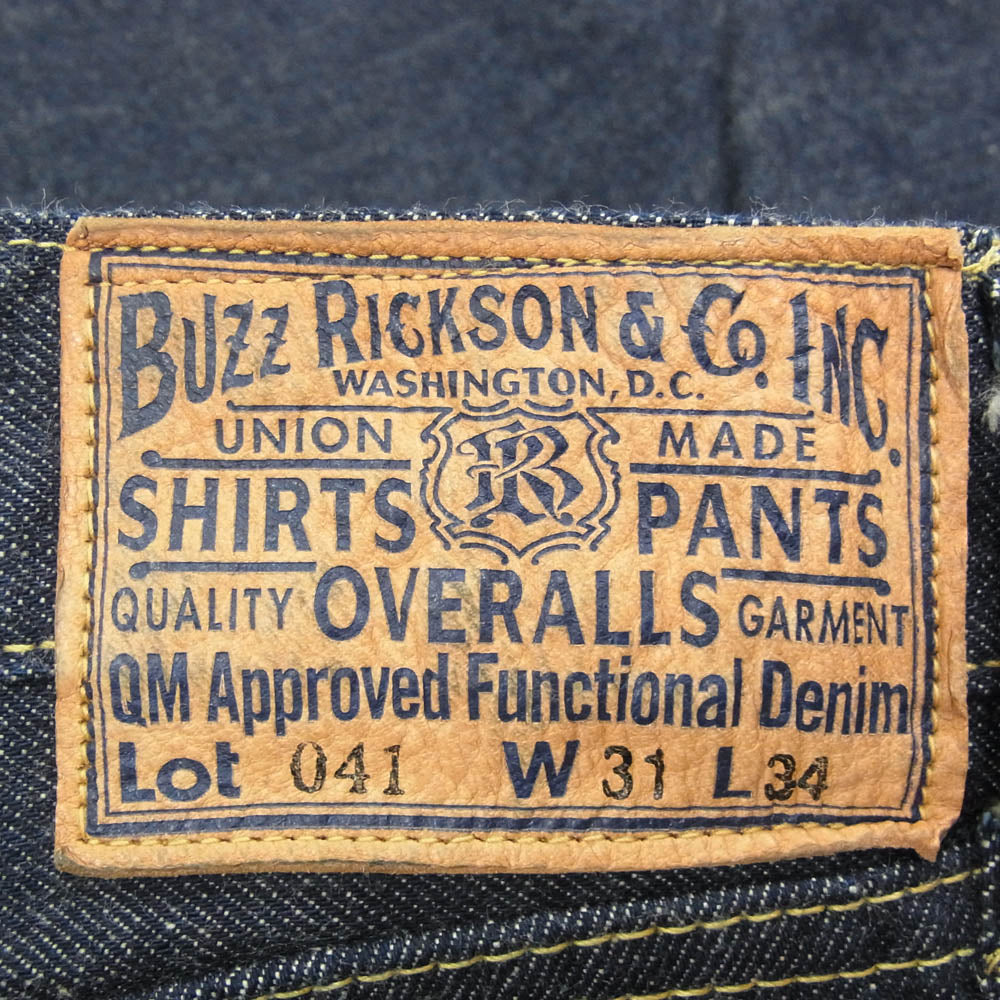 BUZZ RICKSON & CO. INC.
WASHINGTON, D.C.
UNION MADE
SHIRTS PANTS
BR
QUALITY OVERALLS GARMENT
QM Approved Functional Denim
Lot 041 W 31 L 34